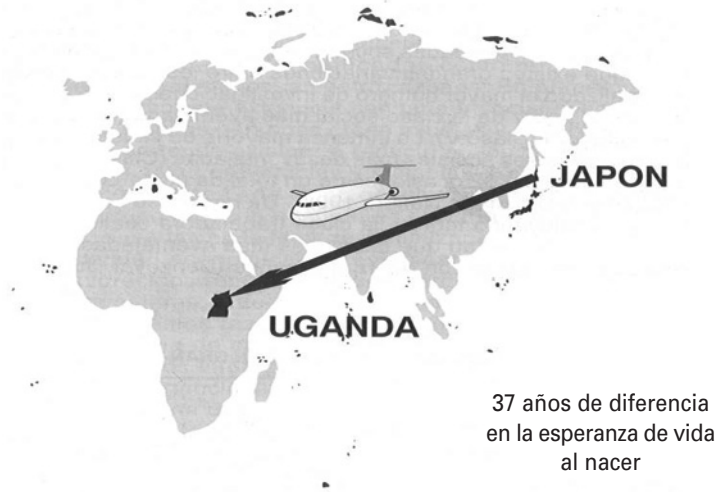 JAPON
UGANDA
37 años de diferencia
en la esperanza de vida
al nacer